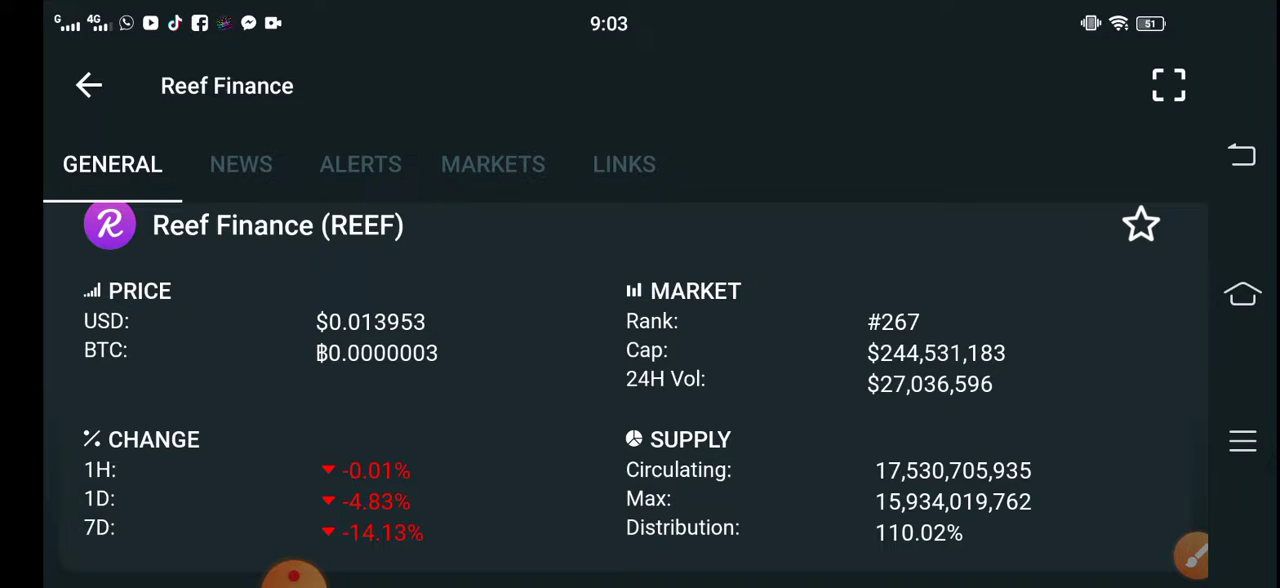 G 4G 9:03 51
Reef Finance
GENERAL NEWS ALERTS MARKETS LINKS
Reef Finance (REEF)
PRICE
USD: $0.013953
BTC: ฿0.0000003
MARKET
Rank: #267
Cap: $244,531,183
24H Vol: $27,036,596
CHANGE
1H: -0.01%
1D: -4.83%
7D: -14.13%
SUPPLY
Circulating: 17,530,705,935
Max: 15,934,019,762
Distribution: 110.02%